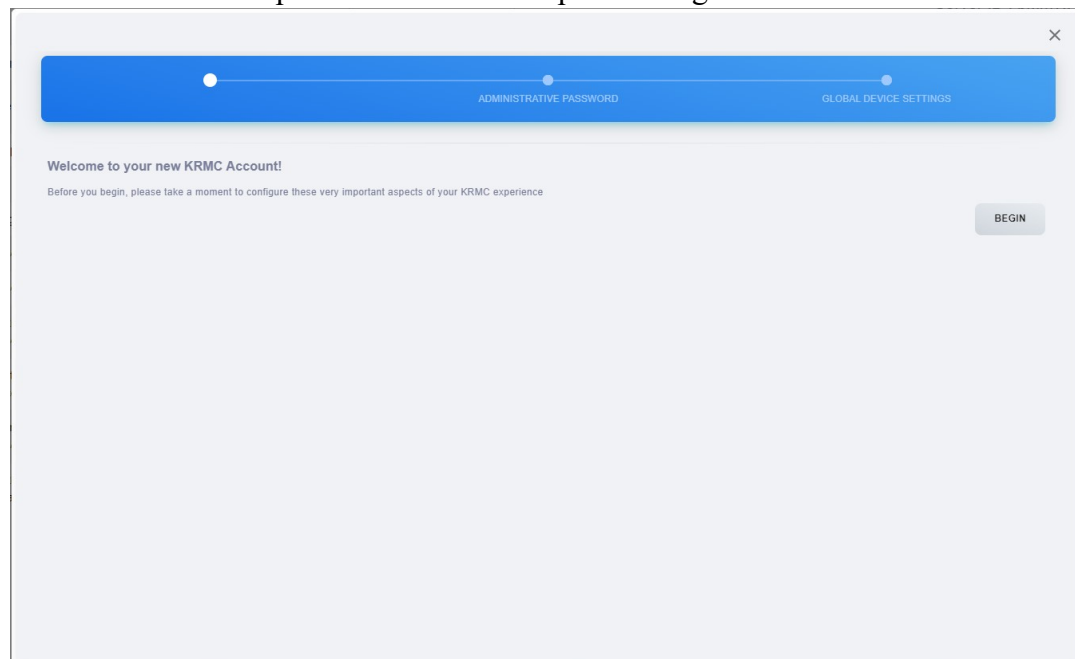 ADMINISTRATIVE PASSWORD
GLOBAL DEVICE SETTINGS
Welcome to your new KRMC Account!
Before you begin, please take a moment to configure these very important aspects of your KRMC experience
BEGIN